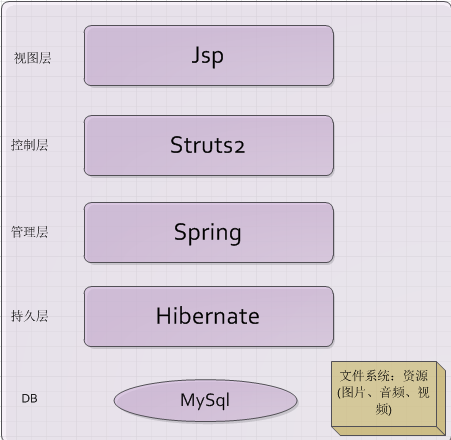 视图层
Jsp
控制层
Struts2
管理层
Spring
持久层
Hibernate
DB
MySql
文件系统：资源
(图片、音频、视
频)